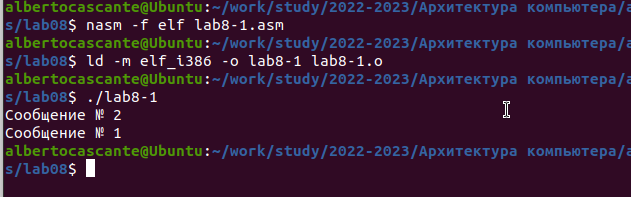 albertocascante@Ubuntu:~/work/study/2022-2023/Архитектура компьютера/a
s/lab08$ nasm -f elf lab8-1.asm
albertocascante@Ubuntu:~/work/study/2022-2023/Архитектура компьютера/a
s/lab08$ ld -m elf_i386 -o lab8-1 lab8-1.o
albertocascante@Ubuntu:~/work/study/2022-2023/Архитектура компьютера/a
s/lab08$ ./lab8-1
Сообщение № 2
Сообщение № 1
albertocascante@Ubuntu:~/work/study/2022-2023/Архитектура компьютера/a
s/lab08$